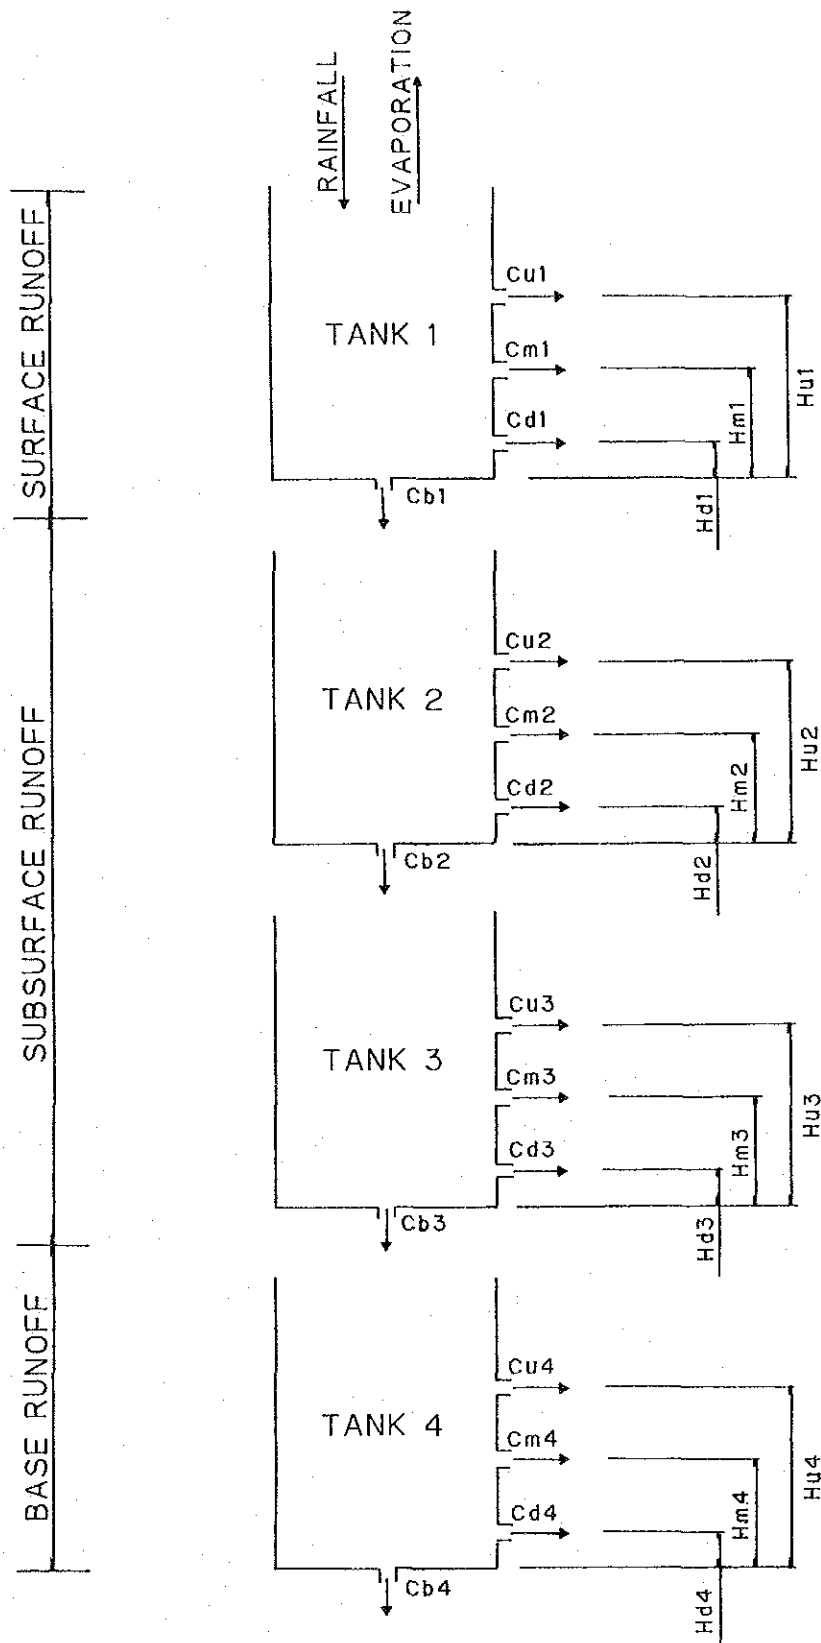 RAINFALL
EVAPORATION
SURFACE RUNOFF
TANK 1
Cu1
Cm1
Cd1
Cb1
Hu1
Hm1
Hd1
SUBSURFACE RUNOFF
TANK 2
Cu2
Cm2
Cd2
Cb2
Hu2
Hm2
Hd2
TANK 3
Cu3
Cm3
Cd3
Cb3
Hu3
Hm3
Hd3
BASE RUNOFF
TANK 4
Cu4
Cm4
Cd4
Cb4
Hu4
Hm4
Hd4